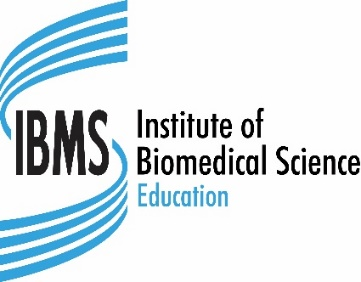 IBMS
Institute of
Biomedical Science
Education